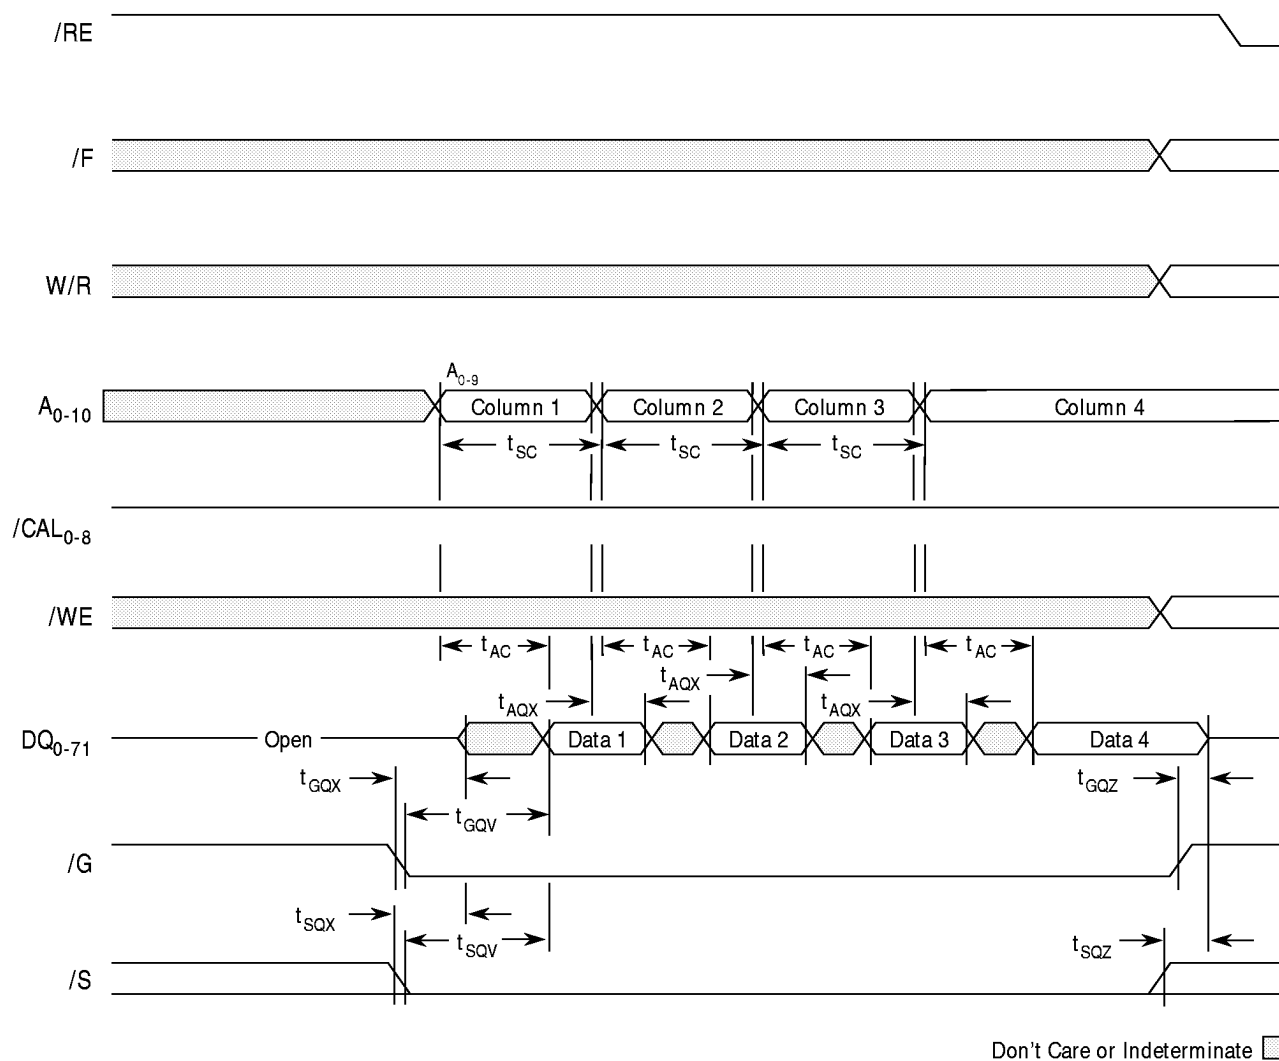 /RE
/F
W/R
A0-9
A0-10 Column 1 Column 2 Column 3 Column 4
tSC tSC tSC
/CAL0-8
/WE
tAC tAC tAC tAC
tAQX
tAQX tAQX
DQ0-71 Open Data 1 Data 2 Data 3 Data 4
tGQX tGQZ
tGQV
/G
tSQX
tSQV tSQZ
/S
Don't Care or Indeterminate